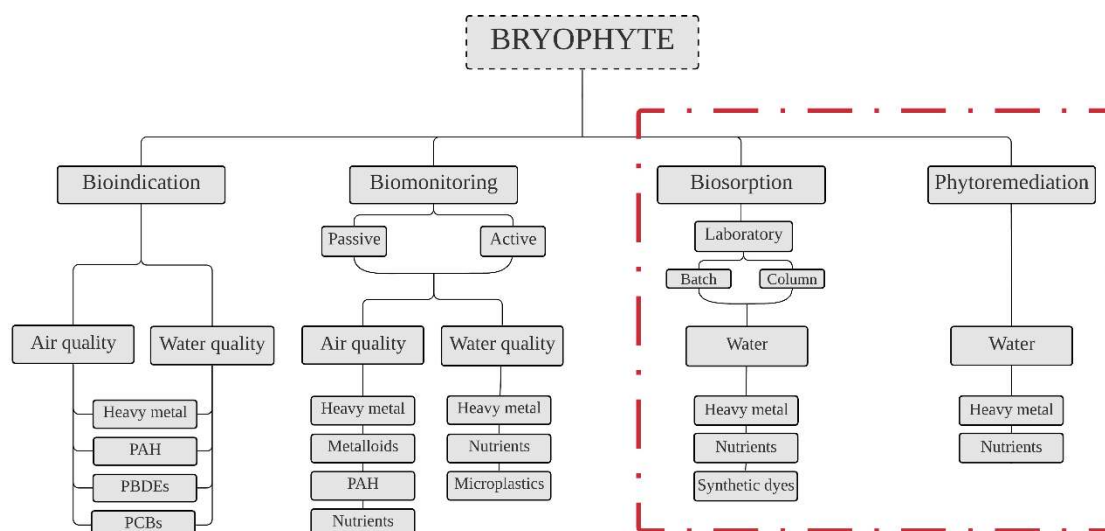 BRYOPHYTE
Bioindication
Biomonitoring
Biosorption
Phytoremediation
Passive
Active
Laboratory
Batch
Column
Air quality
Water quality
Air quality
Water quality
Water
Water
Heavy metal
PAH
PBDEs
PCBs
Heavy metal
Metalloids
PAH
Nutrients
Heavy metal
Nutrients
Microplastics
Heavy metal
Nutrients
Synthetic dyes
Heavy metal
Nutrients